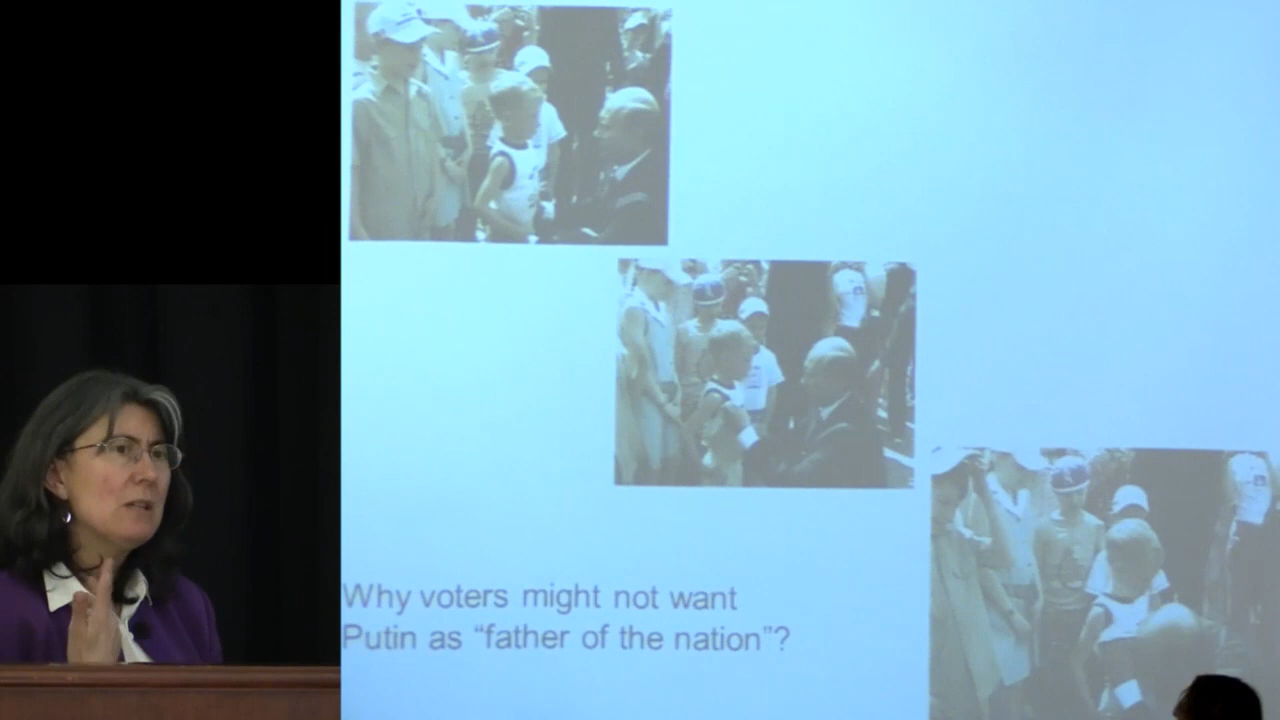 Why voters might not want
Putin as “father of the nation”?